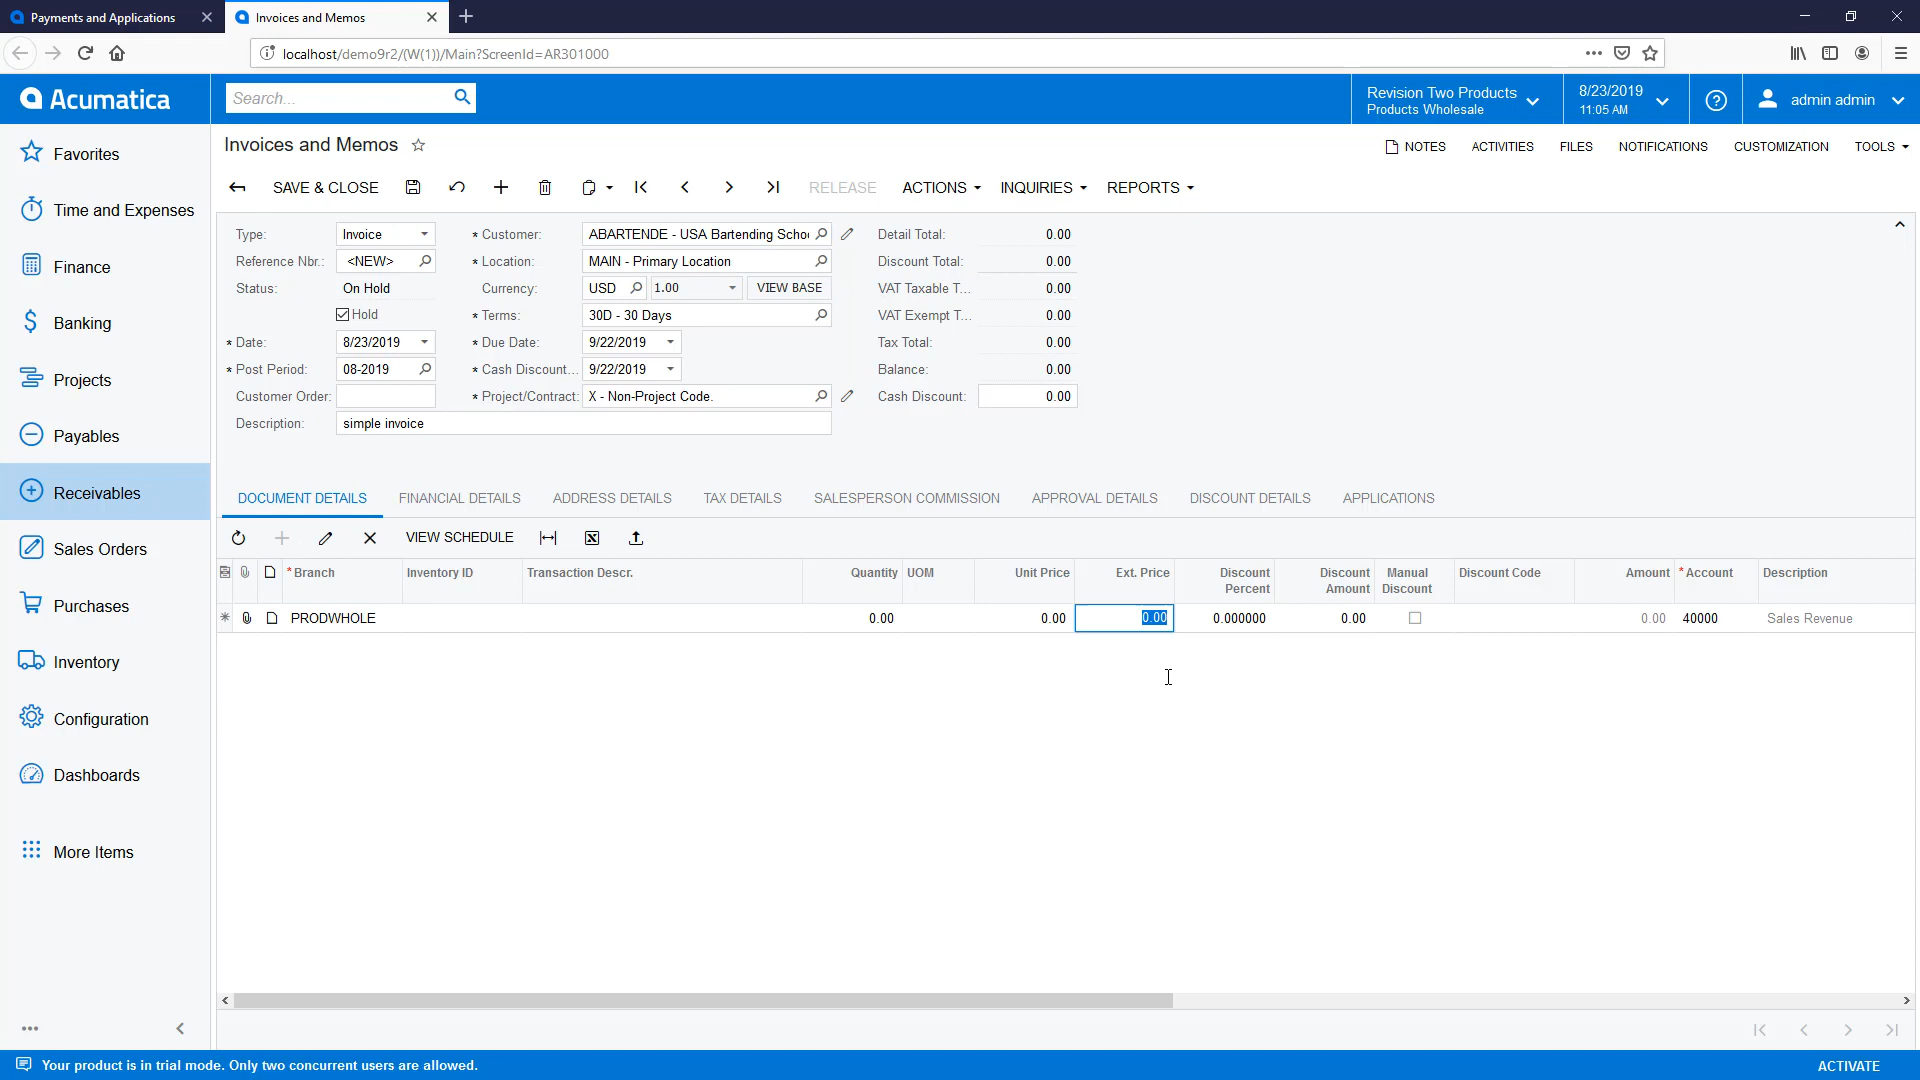 Payments and Applications
Invoices and Memos
localhost/demo9r2/(W(1))/Main?ScreenId=AR301000
Acumatica
Search...
Revision Two Products
Products Wholesale
8/23/2019
11:05 AM
?
admin admin
Favorites
Time and Expenses
Finance
Banking
Projects
Payables
Receivables
Sales Orders
Purchases
Inventory
Configuration
Dashboards
More Items
Invoices and Memos
NOTES ACTIVITIES FILES NOTIFICATIONS CUSTOMIZATION TOOLS
SAVE & CLOSE RELEASE ACTIONS INQUIRIES REPORTS
Type: Invoice * Customer: ABARTENDE - USA Bartending Schoo Detail Total: 0.00
Reference Nbr.: <NEW> * Location: MAIN - Primary Location Discount Total: 0.00
Status: On Hold Currency: USD 1.00 VIEW BASE VAT Taxable T... 0.00
Hold * Terms: 30D - 30 Days VAT Exempt T... 0.00
* Date: 8/23/2019 * Due Date: 9/22/2019 Tax Total: 0.00
* Post Period: 08-2019 * Cash Discount... 9/22/2019 Balance: 0.00
Customer Order: * Project/Contract: X - Non-Project Code. Cash Discount: 0.00
Description: simple invoice
DOCUMENT DETAILS FINANCIAL DETAILS ADDRESS DETAILS TAX DETAILS SALESPERSON COMMISSION APPROVAL DETAILS DISCOUNT DETAILS APPLICATIONS
VIEW SCHEDULE
* Branch Inventory ID Transaction Descr. Quantity UOM Unit Price Ext. Price Discount Percent Discount Amount Manual Discount Discount Code Amount * Account Description
PRODWHOLE 0.00 0.00 0.00 0.000000 0.00 0.00 40000 Sales Revenue
Your product is in trial mode. Only two concurrent users are allowed.
ACTIVATE